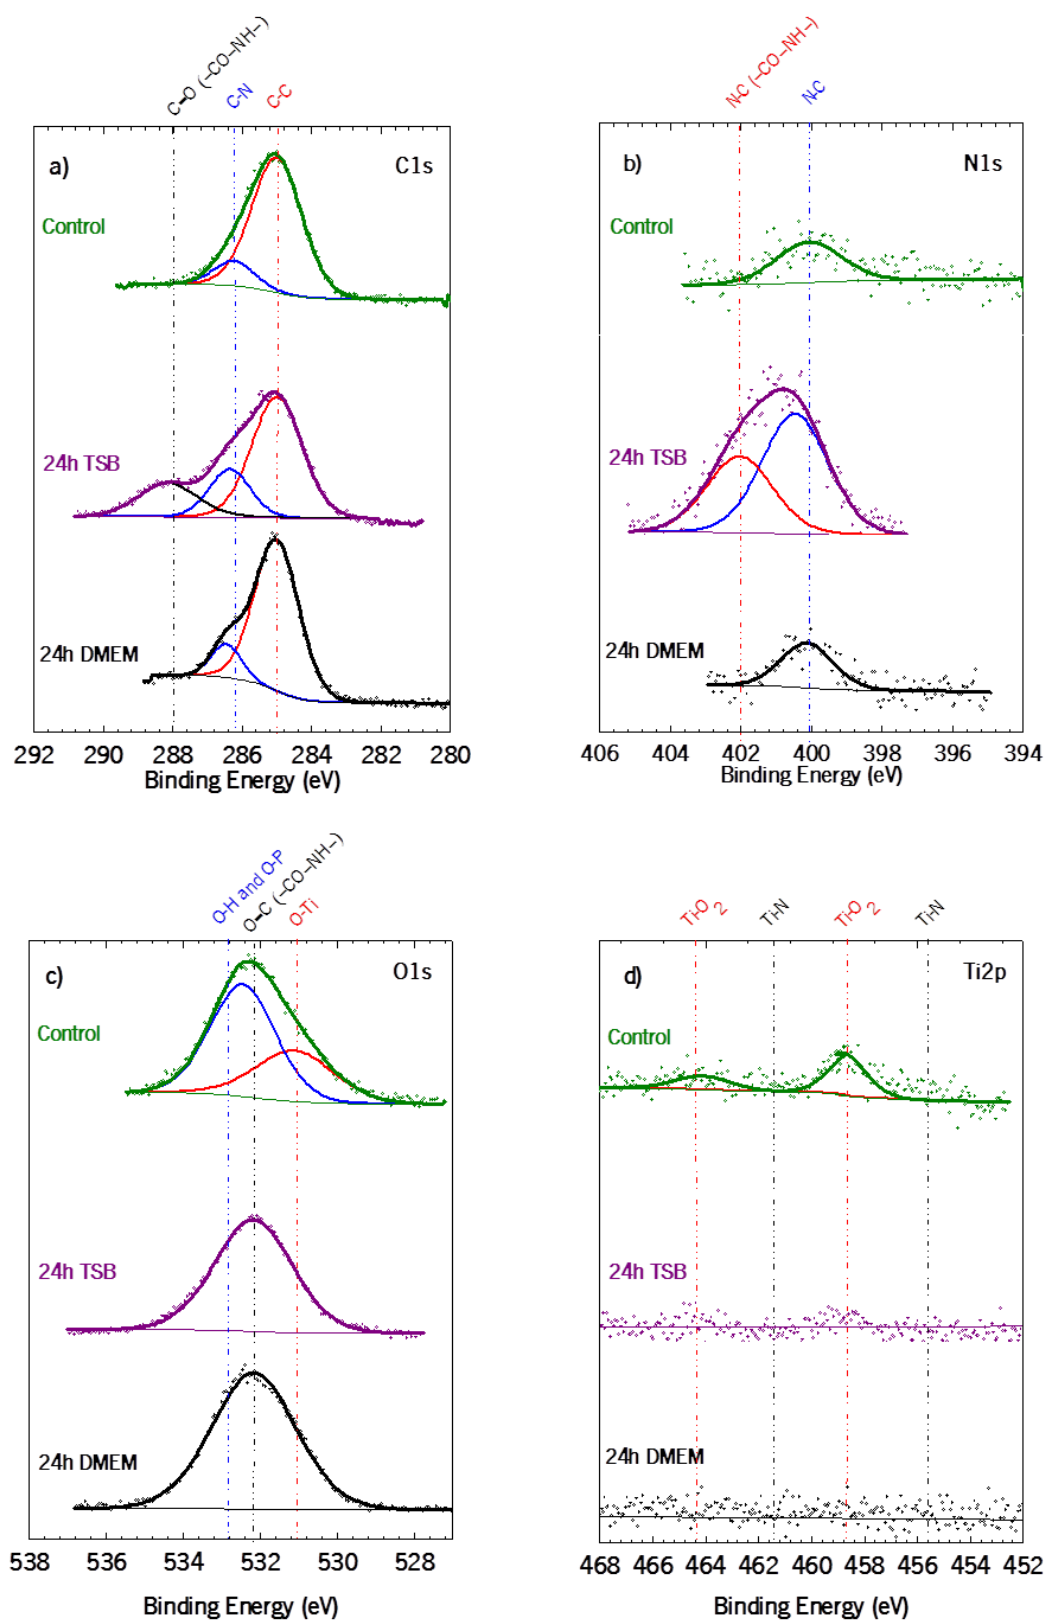 C=O (–CO–NH–)
C-N
C-C
a)
C1s
Control
24h TSB
24h DMEM
292 290 288 286 284 282 280
Binding Energy (eV)
N-C (–CO–NH–)
N-C
b)
N1s
Control
24h TSB
24h DMEM
406 404 402 400 398 396 394
Binding Energy (eV)
O-H and O-P
O=C (–CO–NH–)
O-Ti
c)
O1s
Control
24h TSB
24h DMEM
538 536 534 532 530 528
Binding Energy (eV)
Ti-O2
Ti-N
Ti-O2
Ti-N
d)
Ti2p
Control
24h TSB
24h DMEM
468 466 464 462 460 458 456 454 452
Binding Energy (eV)